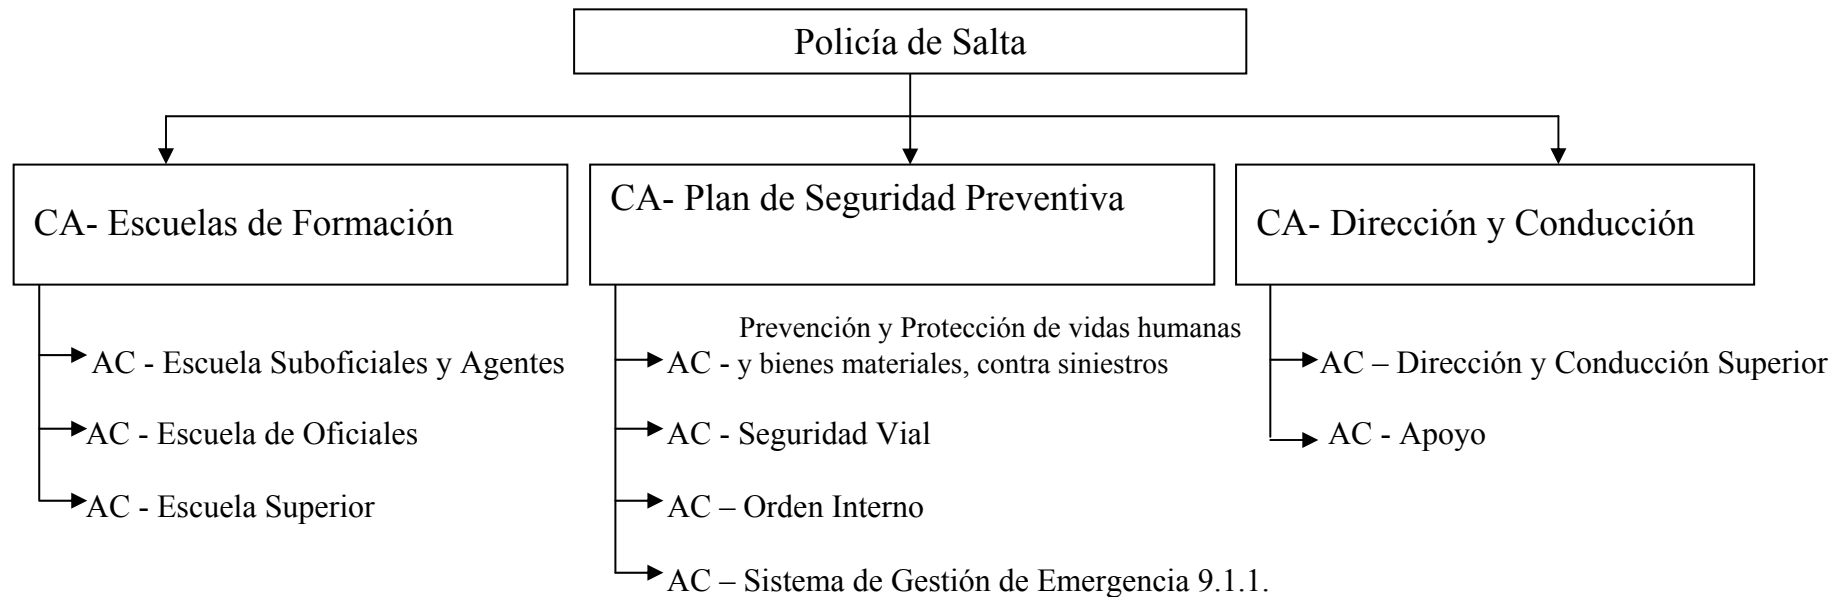 Policía de Salta
CA- Escuelas de Formación
CA- Plan de Seguridad Preventiva
CA- Dirección y Conducción
AC - Escuela Suboficiales y Agentes
AC - Escuela de Oficiales
AC - Escuela Superior
Prevención y Protección de vidas humanas
AC - y bienes materiales, contra siniestros
AC - Seguridad Vial
AC – Orden Interno
AC – Sistema de Gestión de Emergencia 9.1.1.
AC – Dirección y Conducción Superior
AC - Apoyo